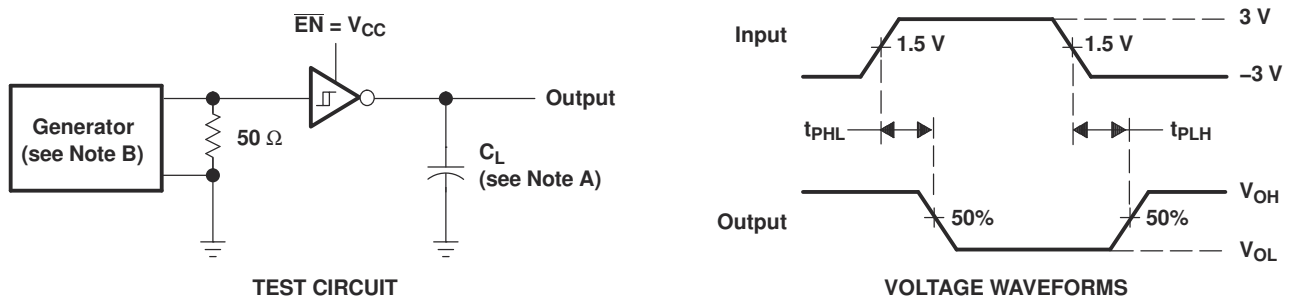 EN = VCC
Generator
(see Note B)
50 Ω
Output
CL
(see Note A)
TEST CIRCUIT
Input
1.5 V
1.5 V
3 V
–3 V
tPHL
tPLH
Output
50%
50%
VOH
VOL
VOLTAGE WAVEFORMS